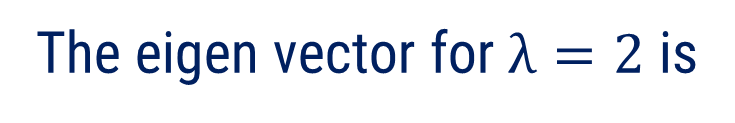 The eigen vector for λ = 2 is